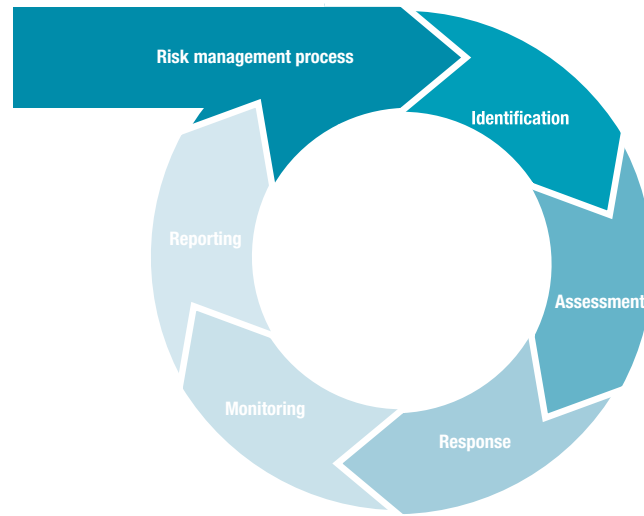 Risk management process
Identification
Assessment
Response
Monitoring
Reporting